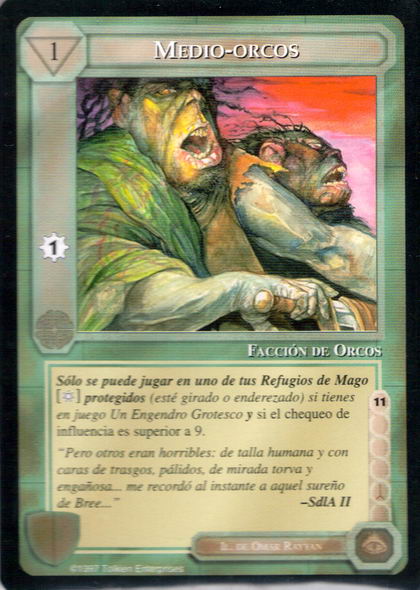 1
MEDIO-ORCOS
1
FACCIÓN DE ORCOS
Sólo se puede jugar en uno de tus Refugios de Mago
[ ] protegidos (esté girado o enderezado) si tienes
en juego Un Engendro Grotesco y si el chequeo de
influencia es superior a 9.
11
"Pero otros eran horribles: de talla humana y con
caras de trasgos, pálidos, de mirada torva y
engañosa... me recordó al instante a aquel sureño
de Bree..."
–SdlA II
IL. DE OMAR RAYYAN
©1997 Tolkien Enterprises